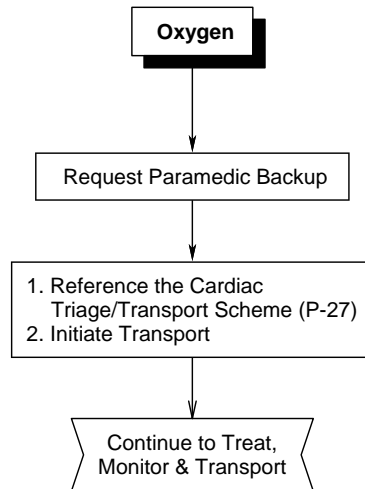 Oxygen
Request Paramedic Backup
1. Reference the Cardiac
Triage/Transport Scheme (P-27)
2. Initiate Transport
Continue to Treat,
Monitor & Transport